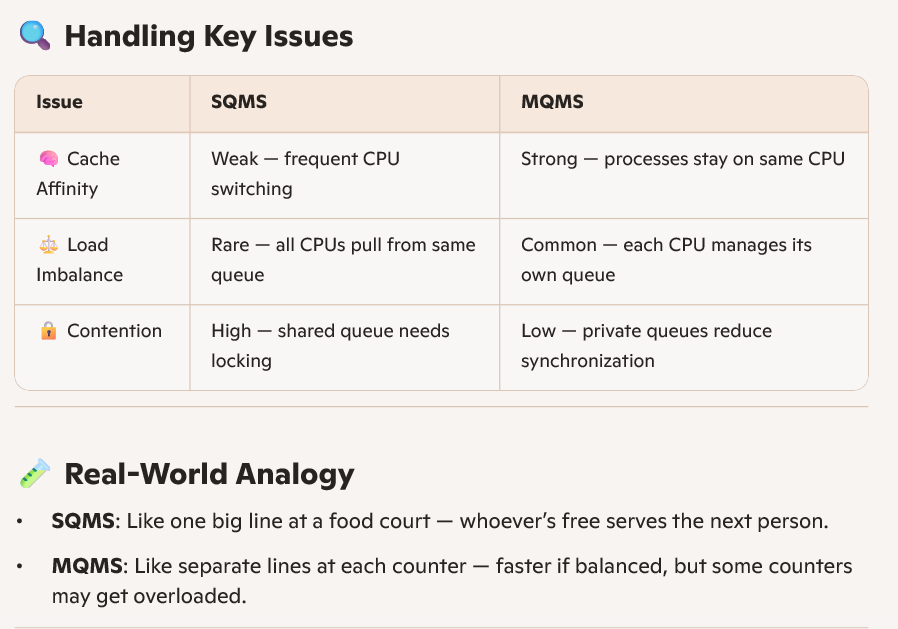 🔍 Handling Key Issues
Issue SQMS MQMS
🧠 Cache Affinity Weak — frequent CPU switching Strong — processes stay on same CPU
⚖️ Load Imbalance Rare — all CPUs pull from same queue Common — each CPU manages its own queue
🔒 Contention High — shared queue needs locking Low — private queues reduce synchronization
🧪 Real-World Analogy
• SQMS: Like one big line at a food court — whoever’s free serves the next person.
• MQMS: Like separate lines at each counter — faster if balanced, but some counters
may get overloaded.